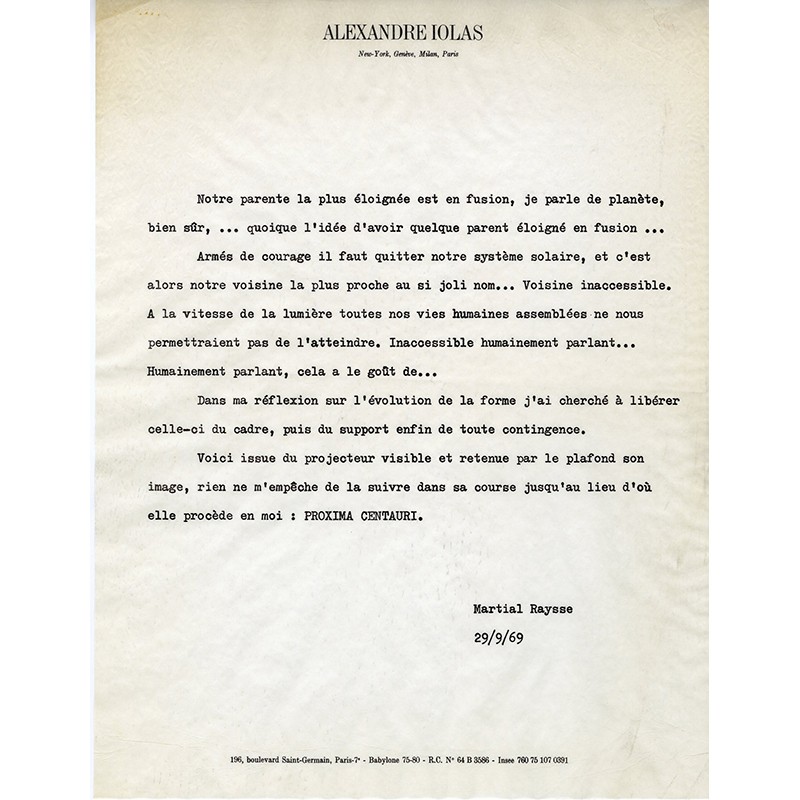 ALEXANDRE IOLAS
New-York, Genève, Milan, Paris
Notre parente la plus éloignée est en fusion, je parle de planète,
bien sûr, ... quoique l'idée d'avoir quelque parent éloigné en fusion ...
Armés de courage il faut quitter notre système solaire, et c'est
alors notre voisine la plus proche au si joli nom... Voisine inaccessible.
A la vitesse de la lumière toutes nos vies humaines assemblées ne nous
permettraient pas de l'atteindre. Inaccessible humainement parlant...
Humainement parlant, cela a le goût de...
Dans ma réflexion sur l'évolution de la forme j'ai cherché à libérer
celle-ci du cadre, puis du support enfin de toute contingence.
Voici issue du projecteur visible et retenue par le plafond son
image, rien ne m'empêche de la suivre dans sa course jusqu'au lieu d'où
elle procède en moi : PROXIMA CENTAURI.
Martial Raysse
29/9/69
196, boulevard Saint-Germain, Paris-7e - Babylone 75-80 - R.C. N° 64 B 3586 - Insee 760 75 107 0391